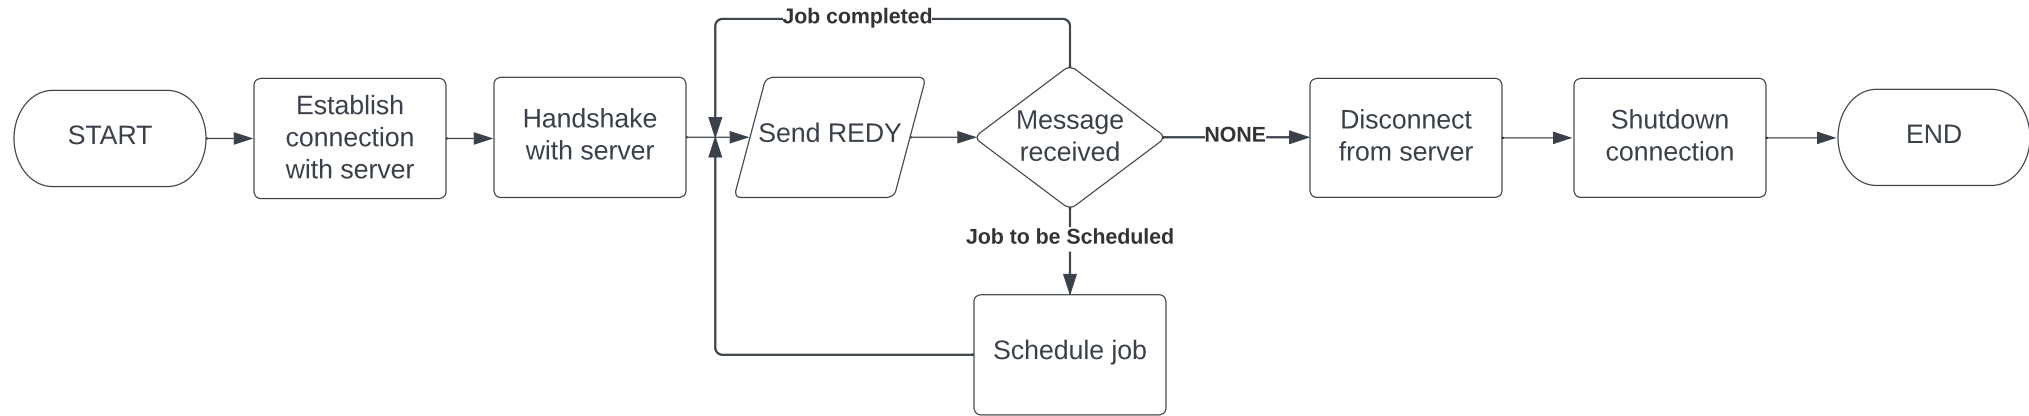 Job completed
START
Establish
connection
with server
Handshake
with server
Send REDY
Message
received
NONE
Disconnect
from server
Shutdown
connection
END
Job to be Scheduled
Schedule job